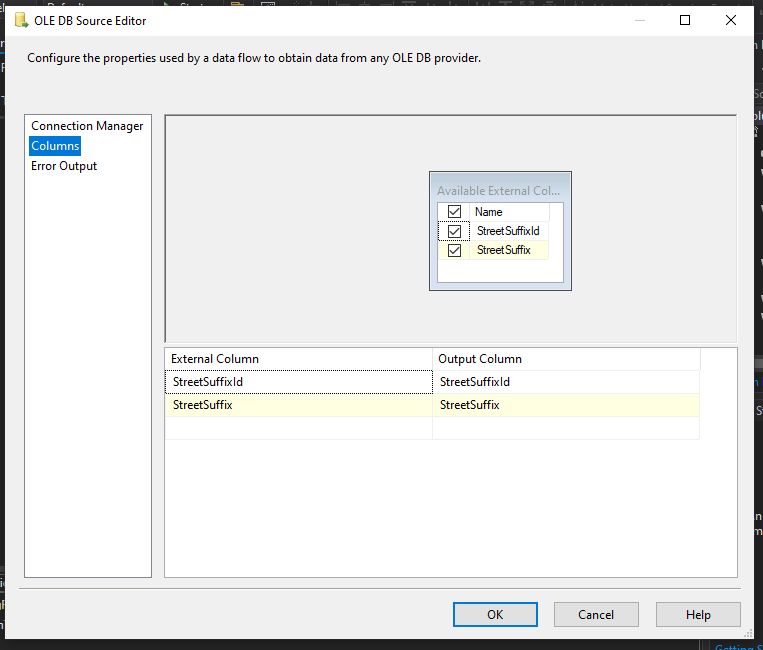 OLE DB Source Editor
Configure the properties used by a data flow to obtain data from any OLE DB provider.
Connection Manager
Columns
Error Output
Available External Col...
Name
StreetSuffixId
StreetSuffix
External Column
Output Column
StreetSuffixId
StreetSuffixId
StreetSuffix
StreetSuffix
OK
Cancel
Help